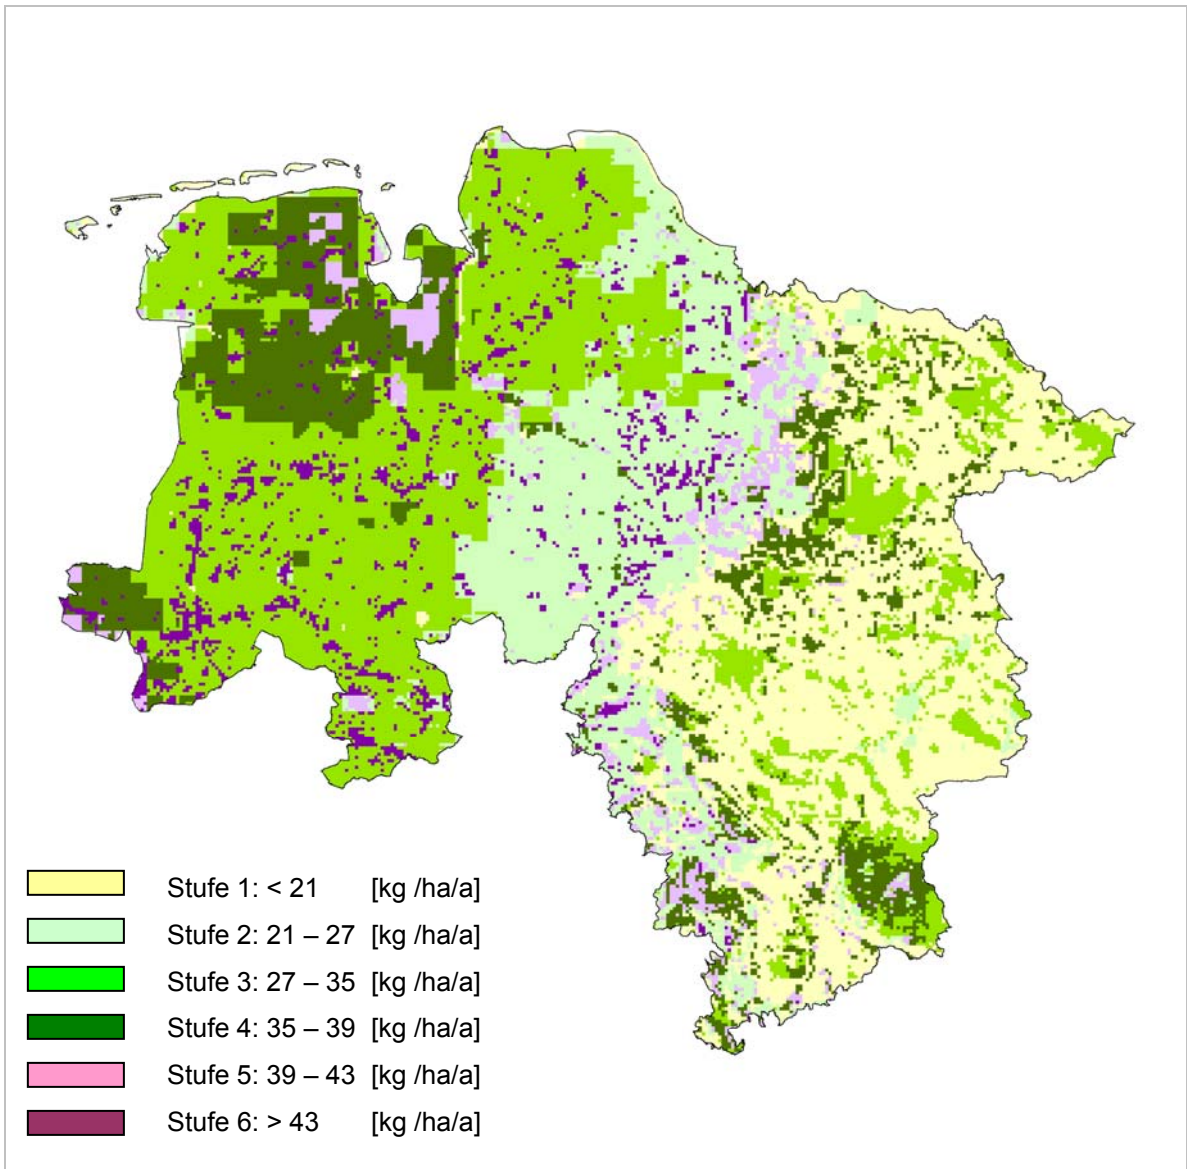 Stufe 1: < 21 [kg /ha/a]
Stufe 2: 21 – 27 [kg /ha/a]
Stufe 3: 27 – 35 [kg /ha/a]
Stufe 4: 35 – 39 [kg /ha/a]
Stufe 5: 39 – 43 [kg /ha/a]
Stufe 6: > 43 [kg /ha/a]